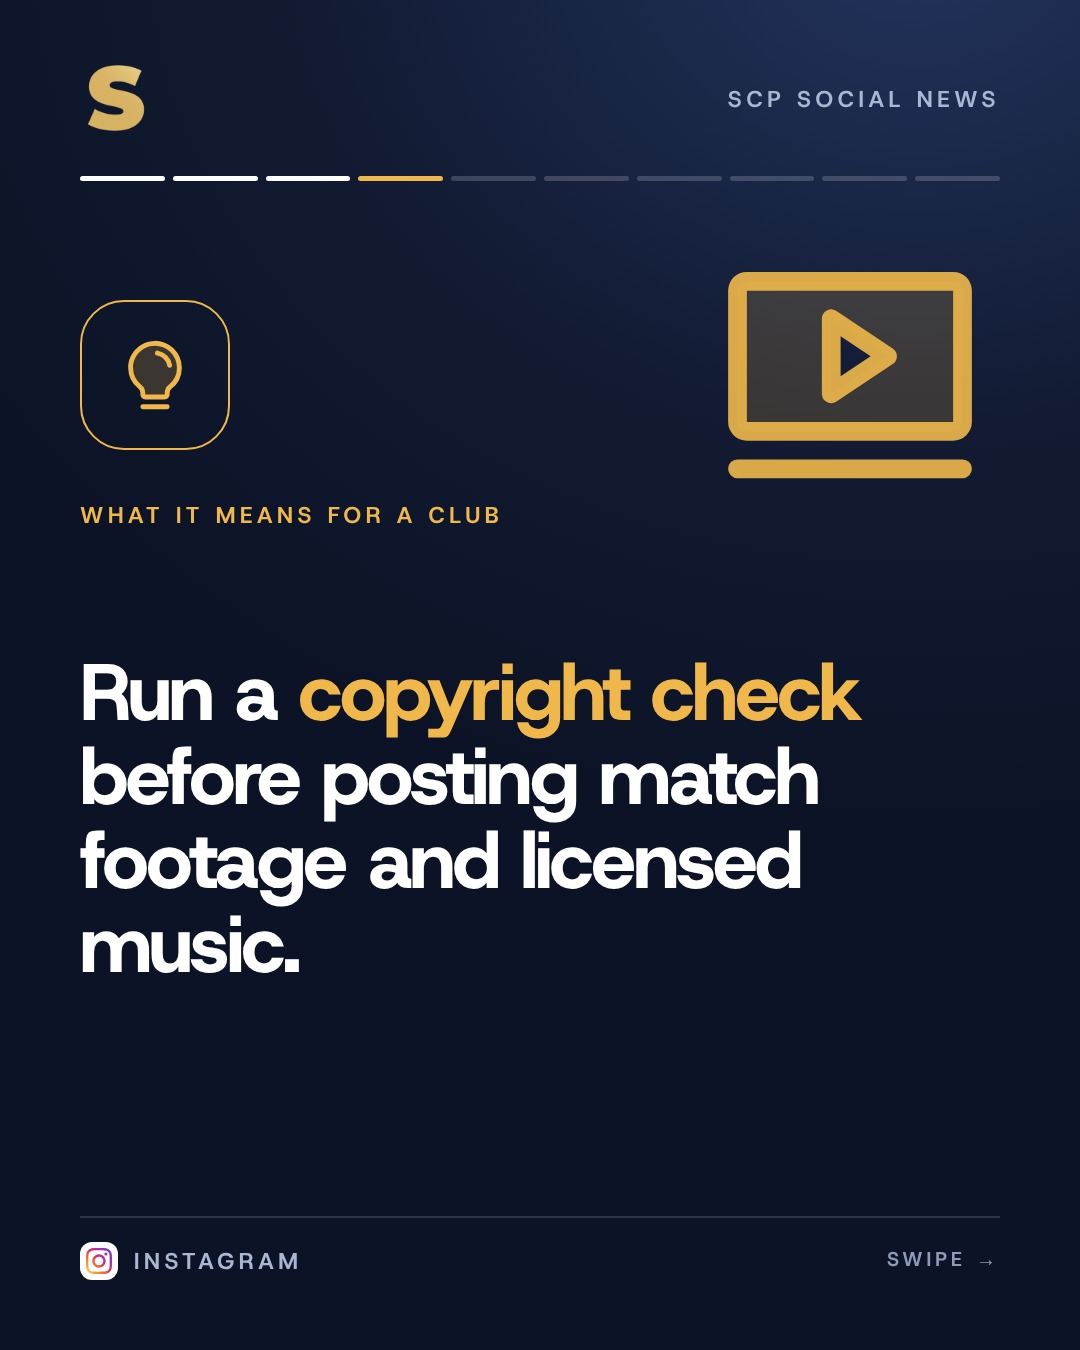 S
SCP SOCIAL NEWS
WHAT IT MEANS FOR A CLUB
Run a copyright check
before posting match
footage and licensed
music.
INSTAGRAM
SWIPE →